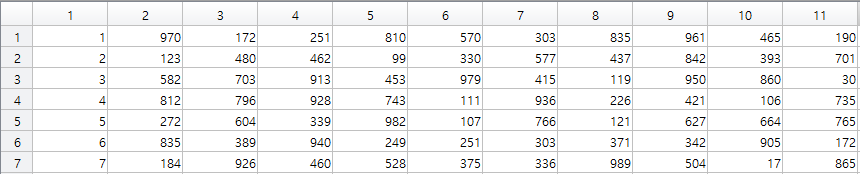 1 2 3 4 5 6 7 8 9 10 11
1 1 970 172 251 810 570 303 835 961 465 190
2 2 123 480 462 99 330 577 437 842 393 701
3 3 582 703 913 453 979 415 119 950 860 30
4 4 812 796 928 743 111 936 226 421 106 735
5 5 272 604 339 982 107 766 121 627 664 765
6 6 835 389 940 249 251 303 371 342 905 172
7 7 184 926 460 528 375 336 989 504 17 865